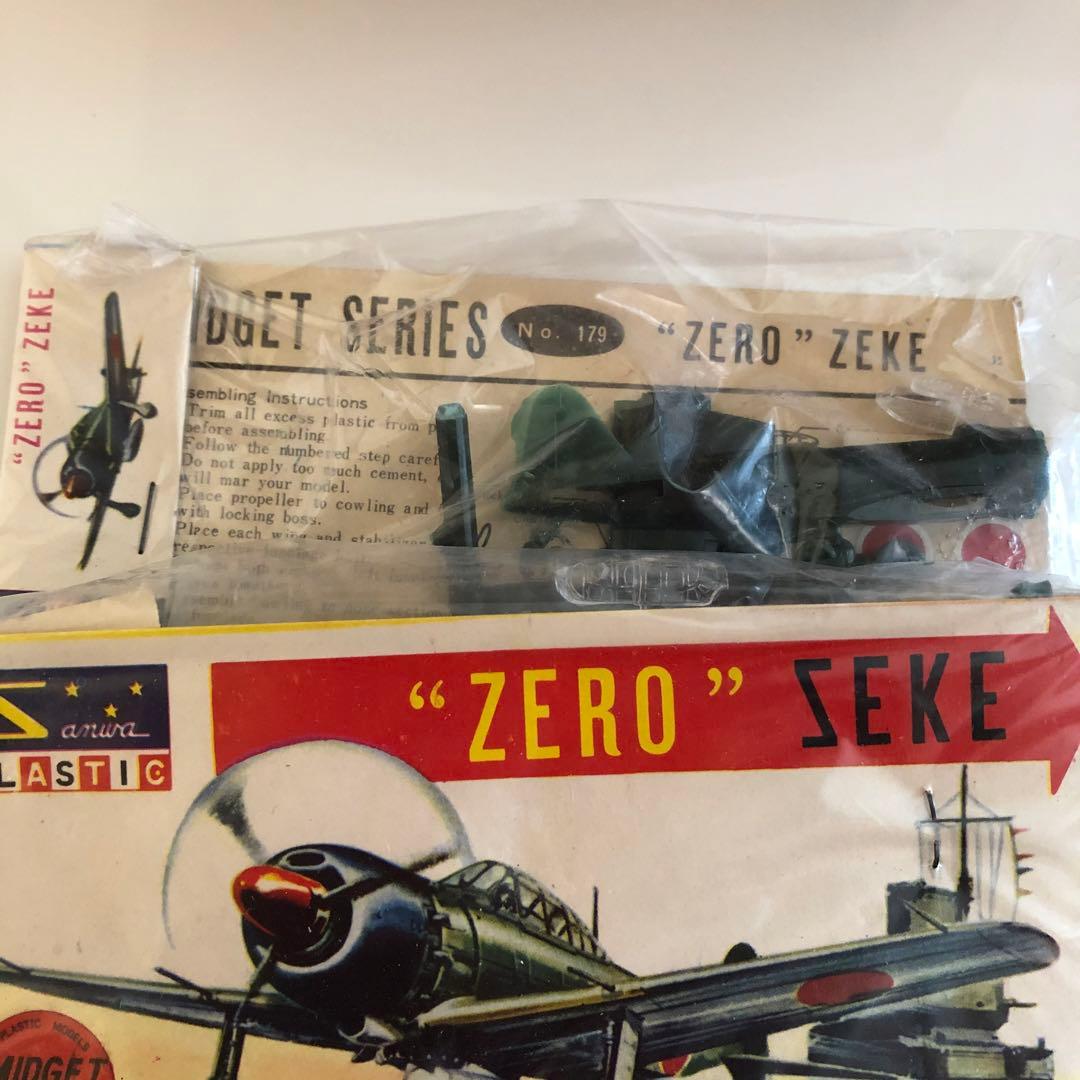 "ZERO" ZEKE
IDGET SERIES No. 179 "ZERO" ZEKE
sembling Instructions
Trim all excess plastic from p
before assembling
Follow the numbered step caref
Do not apply too much cement,
will mar your model.
Place propeller to cowling and
with locking boss.
Place each wing and stabilizer
"ZERO" ZEKE
Sanwa
LASTIC
PLASTIC MODELS
MIDGET